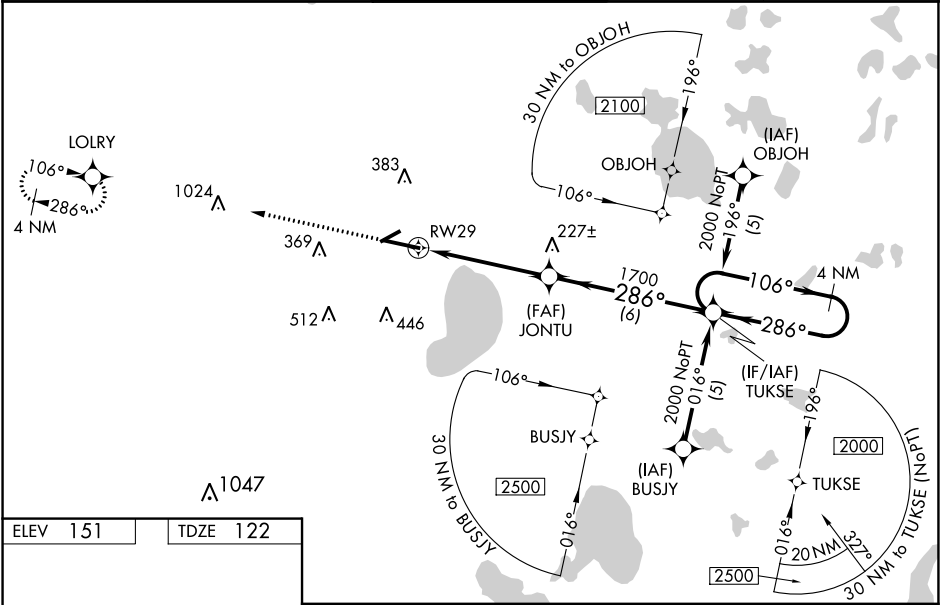 30 NM to OBJOH
196°
2100
OBJOH
106°
(IAF)
OBJOH
2000 NoPT
196°
(5)
LOLRY
106°
286°
4 NM
383
1024
369
RW29
227±
512
446
(FAF)
JONTU
1700
286°
(6)
106°
4 NM
286°
(IF/IAF)
TUKSE
2000 NoPT
016°
(5)
(IAF)
BUSJY
106°
BUSJY
30 NM to BUSJY
2500
016°
196°
2000
TUKSE
30 NM to TUKSE (NoPT)
016°
20 NM
327°
2500
1047
ELEV 151
TDZE 122